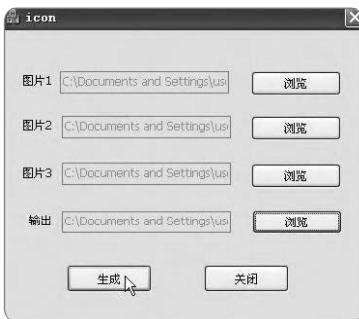 icon
图片1 C:\Documents and Settings\us 浏览
图片2 C:\Documents and Settings\us 浏览
图片3 C:\Documents and Settings\us 浏览
输出 C:\Documents and Settings\us 浏览
生成 关闭